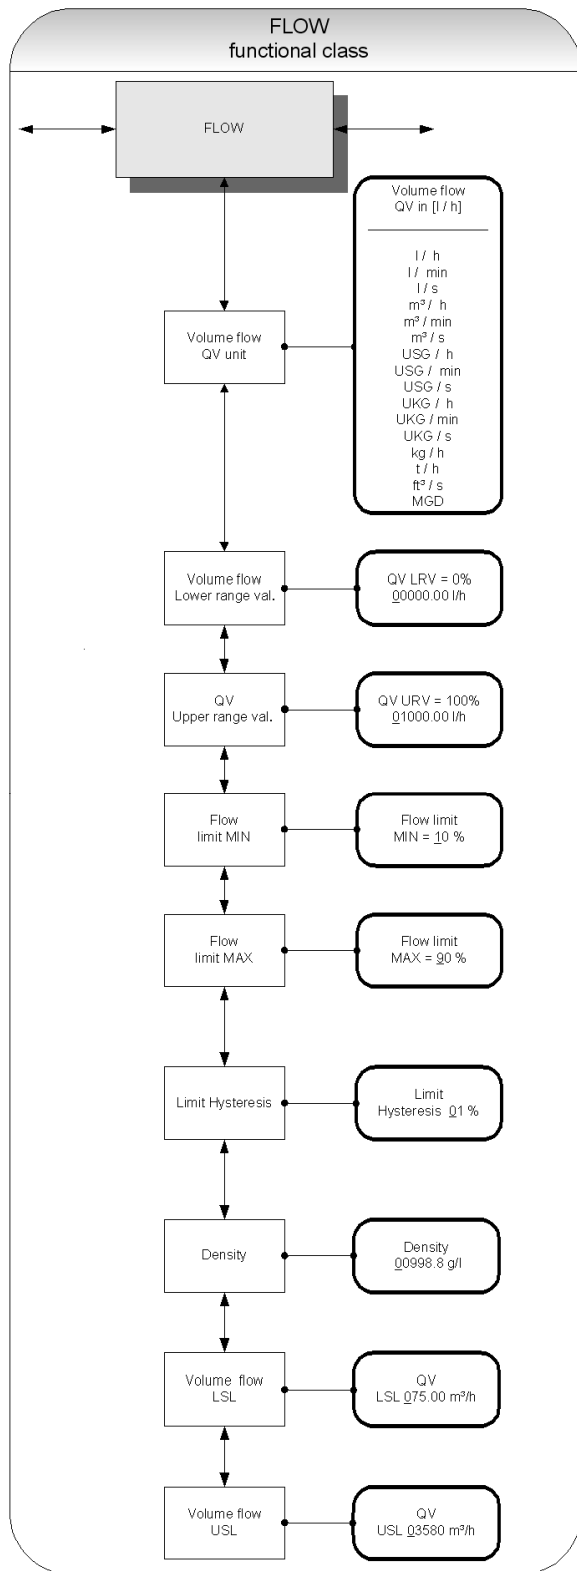 FLOW
functional class
FLOW
Volume flow
QV in [l / h]
l / h
l / min
l / s
m³ / h
m³ / min
m³ / s
USG / h
USG / min
USG / s
UKG / h
UKG / min
UKG / s
kg / h
t / h
ft³ / s
MGD
Volume flow
QV unit
Volume flow
Lower range val.
QV LRV = 0%
00000.00 l/h
QV
Upper range val.
QV URV = 100%
01000.00 l/h
Flow
limit MIN
Flow limit
MIN = 10 %
Flow
limit MAX
Flow limit
MAX = 90 %
Limit Hysteresis
Limit
Hysteresis 01 %
Density
Density
00998.8 g/l
Volume flow
LSL
QV
LSL 075.00 m³/h
Volume flow
USL
QV
USL 03580 m³/h